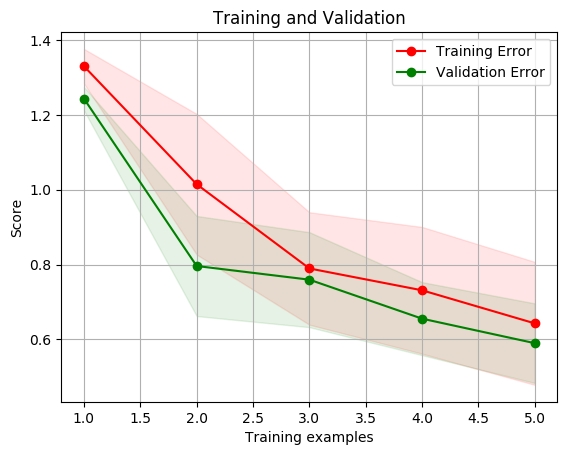 Training and Validation
Training Error
Validation Error
Score
1.4
1.2
1.0
0.8
0.6
1.0 1.5 2.0 2.5 3.0 3.5 4.0 4.5 5.0
Training examples